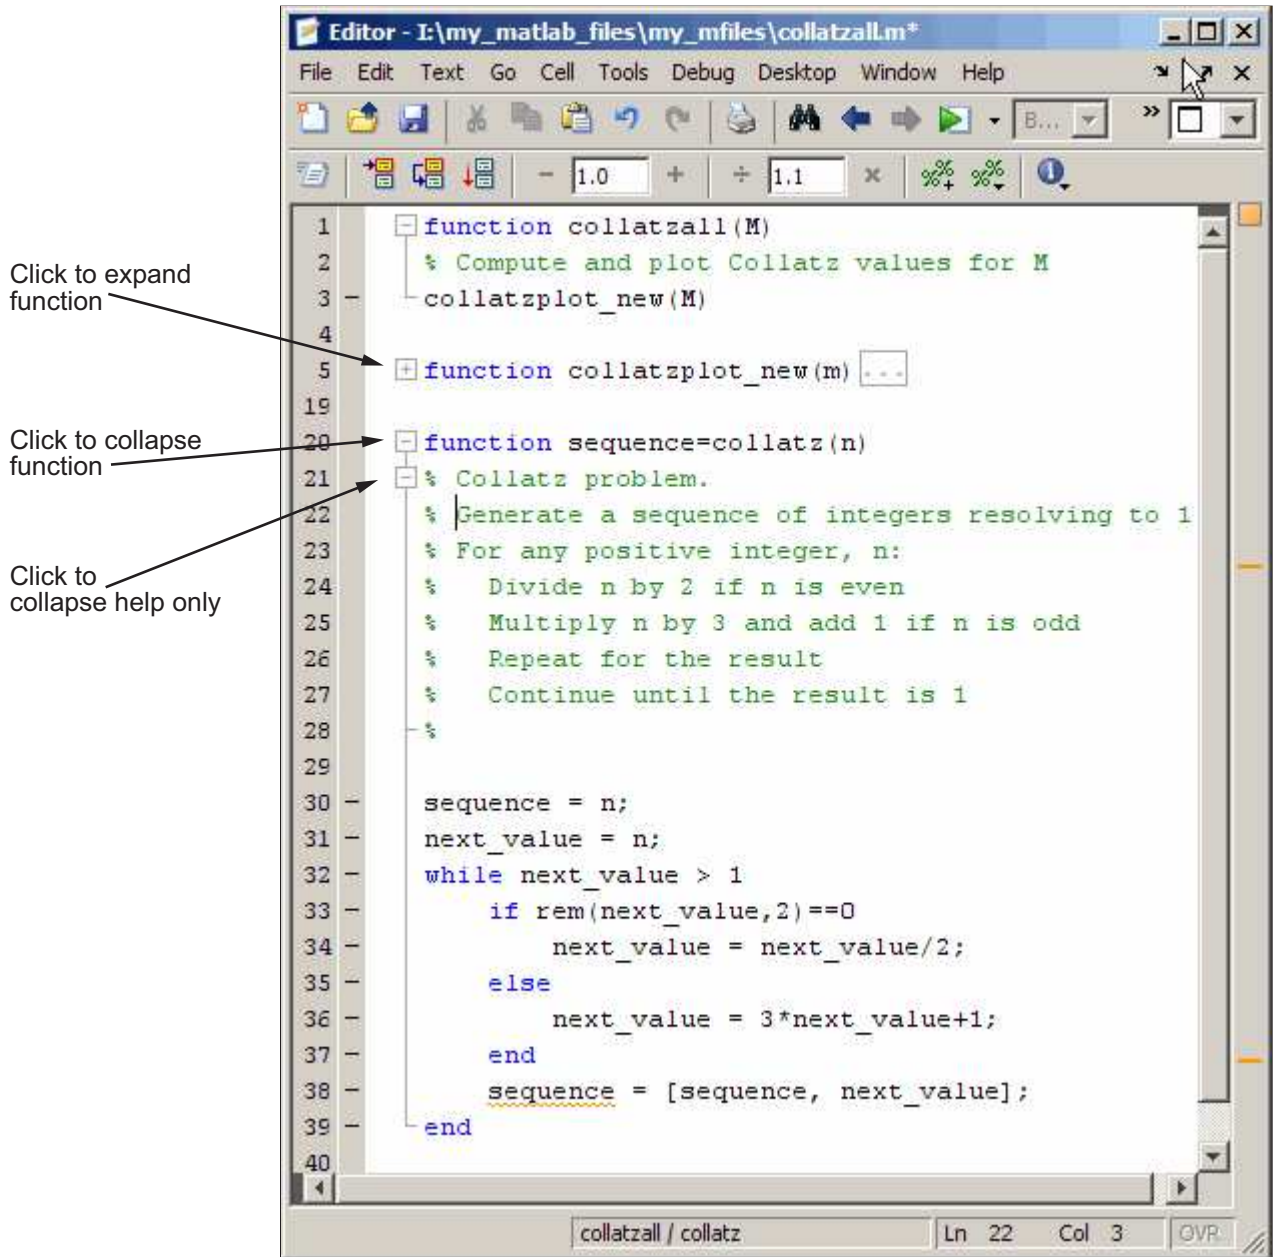 Editor - I:\my_matlab_files\my_mfiles\collatzall.m*
File Edit Text Go Cell Tools Debug Desktop Window Help
B...
1.0
1.1
1 function collatzall(M)
2 % Compute and plot Collatz values for M
3 – collatzplot_new(M)
4
Click to expand
function
5 function collatzplot_new(m) ...
19
Click to collapse
function
20 function sequence=collatz(n)
21 % Collatz problem.
22 % Generate a sequence of integers resolving to 1
23 % For any positive integer, n:
Click to
collapse help only
24 %   Divide n by 2 if n is even
25 %   Multiply n by 3 and add 1 if n is odd
26 %   Repeat for the result
27 %   Continue until the result is 1
28 %
29
30 – sequence = n;
31 – next_value = n;
32 – while next_value > 1
33 –     if rem(next_value,2)==0
34 –         next_value = next_value/2;
35 –     else
36 –         next_value = 3*next_value+1;
37 –     end
38 –     sequence = [sequence, next_value];
39 – end
40
collatzall / collatz Ln 22 Col 3 OVR